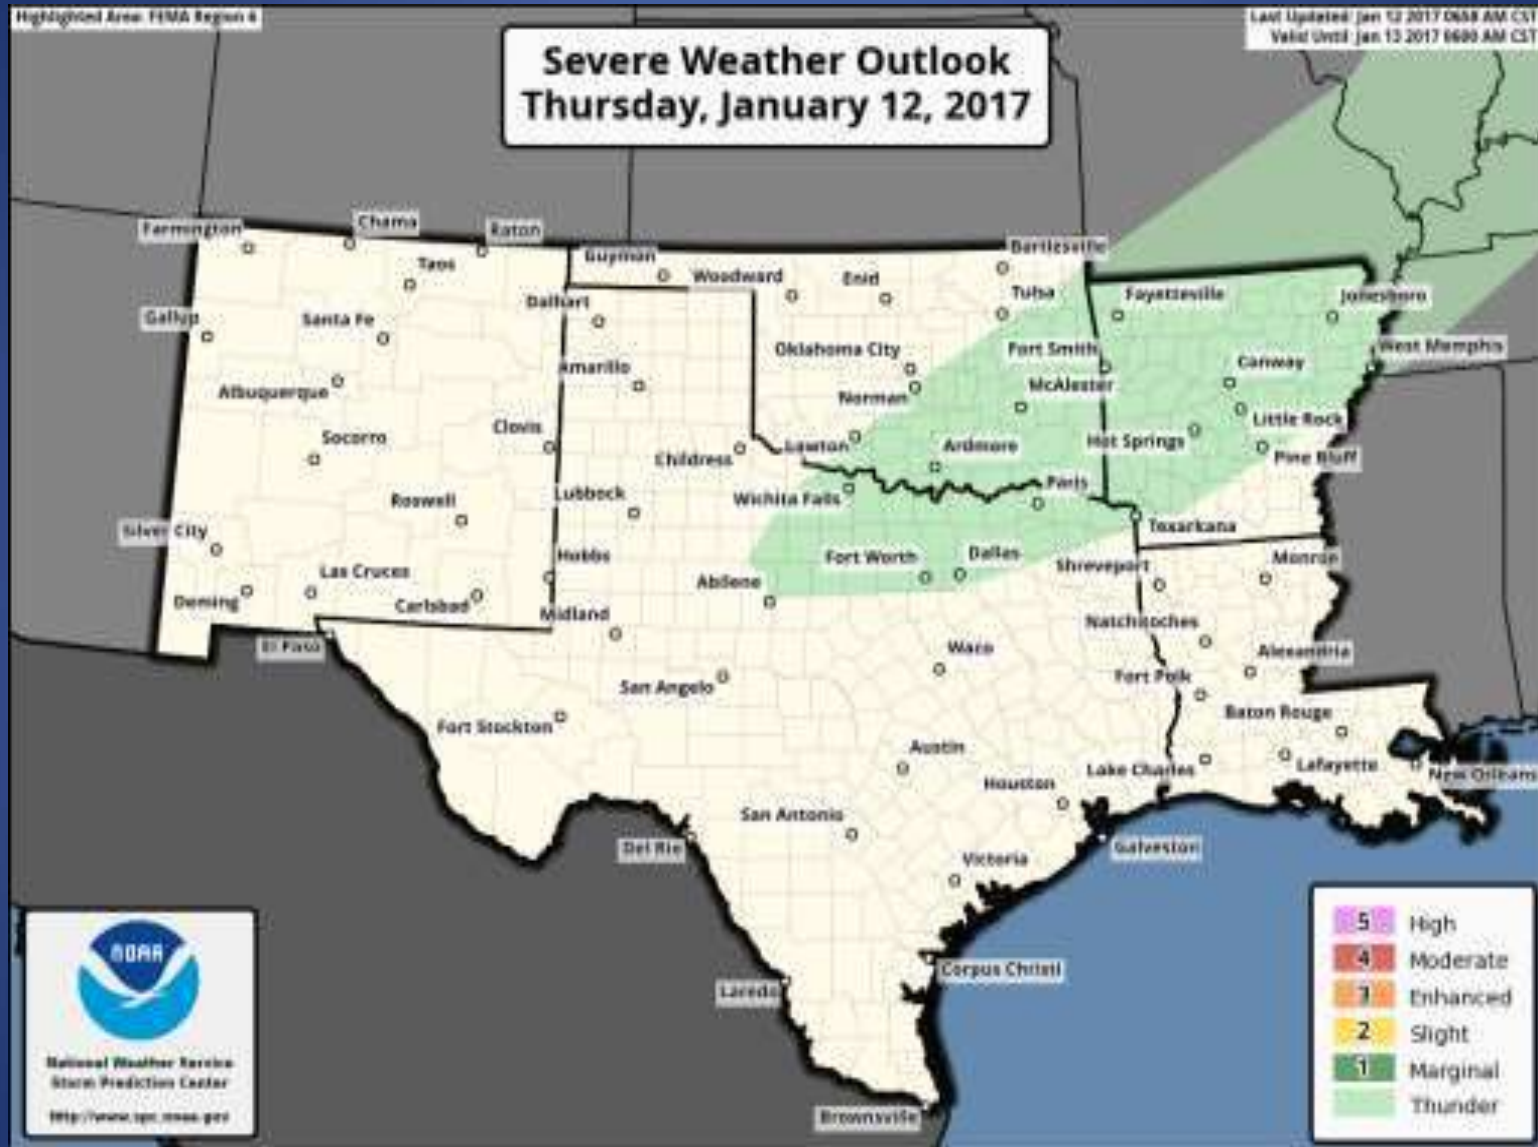 Highlighted Area: FEMA Region 6
Last Updated: Jan 12 2017 0658 AM CST
Valid Until: Jan 13 2017 0600 AM CST
Severe Weather Outlook
Thursday, January 12, 2017
Farmington
Chama
Raton
Taos
Guyman
Woodward
Enid
Bartlesville
Tulsa
Fayetteville
Jonesboro
Gallup
Santa Fe
Dalhart
Oklahoma City
Fort Smith
Conway
West Memphis
Albuquerque
Amarillo
Norman
McAlester
Little Rock
Socorro
Clovis
Childress
Lawton
Ardmore
Hot Springs
Pine Bluff
Roswell
Lubbock
Wichita Falls
Paris
Texarkana
Silver City
Las Cruces
Hobbs
Abilene
Fort Worth
Dallas
Shreveport
Monroe
Deming
Carlsbad
Midland
Natchitoches
El Paso
San Angelo
Waco
Fort Polk
Alexandria
Fort Stockton
Austin
Baton Rouge
Houston
Lake Charles
Lafayette
New Orleans
San Antonio
Del Rio
Victoria
Galveston
Laredo
Corpus Christi
Brownsville
NOAA
National Weather Service
Storm Prediction Center
http://www.spc.noaa.gov
5 High
4 Moderate
3 Enhanced
2 Slight
1 Marginal
Thunder